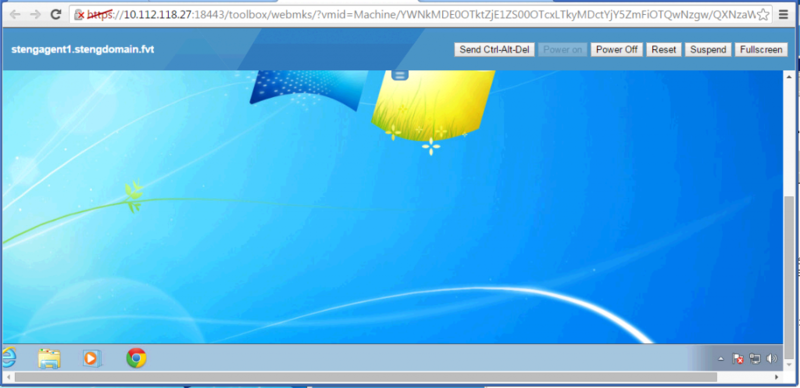 https://10.112.118.27:18443/toolbox/webmks/?vmid=Machine/YWNkMDE0OTktZjE1ZS00OTcxLTkyMDctYjY5ZmFiOTQwNzgw/QXNzaW
stengagent1.stengdomain.fvt
Send Ctrl-Alt-Del Power on Power Off Reset Suspend Fullscreen